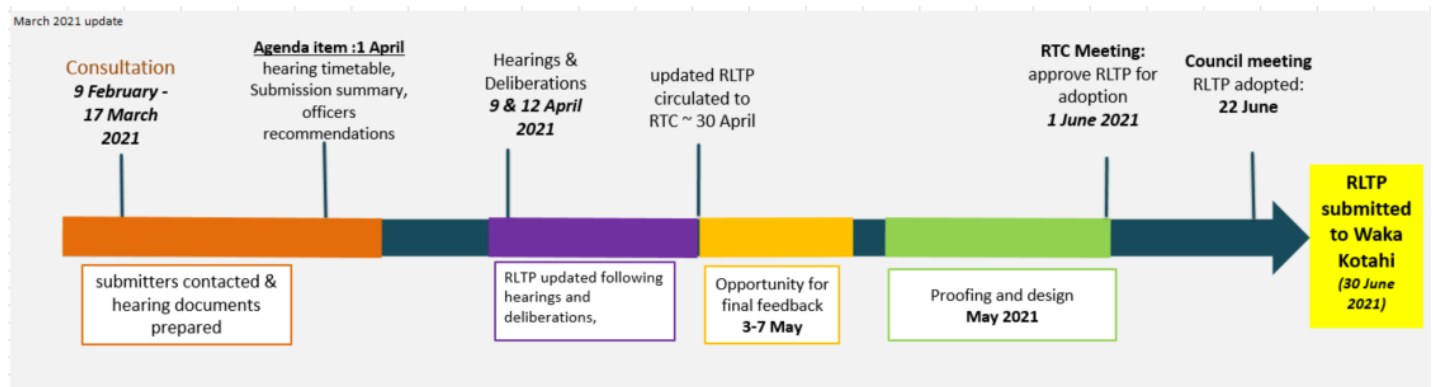 March 2021 update
Consultation
9 February -
17 March
2021
Agenda item :1 April
hearing timetable,
Submission summary,
officers
recommendations
Hearings &
Deliberations
9 & 12 April
2021
updated RLTP
circulated to
RTC ~ 30 April
RTC Meeting:
approve RLTP for
adoption
1 June 2021
Council meeting
RLTP adopted:
22 June
RLTP
submitted
to Waka
Kotahi
(30 June
2021)
submitters contacted &
hearing documents
prepared
RLTP updated following
hearings and
deliberations,
Opportunity for
final feedback
3-7 May
Proofing and design
May 2021